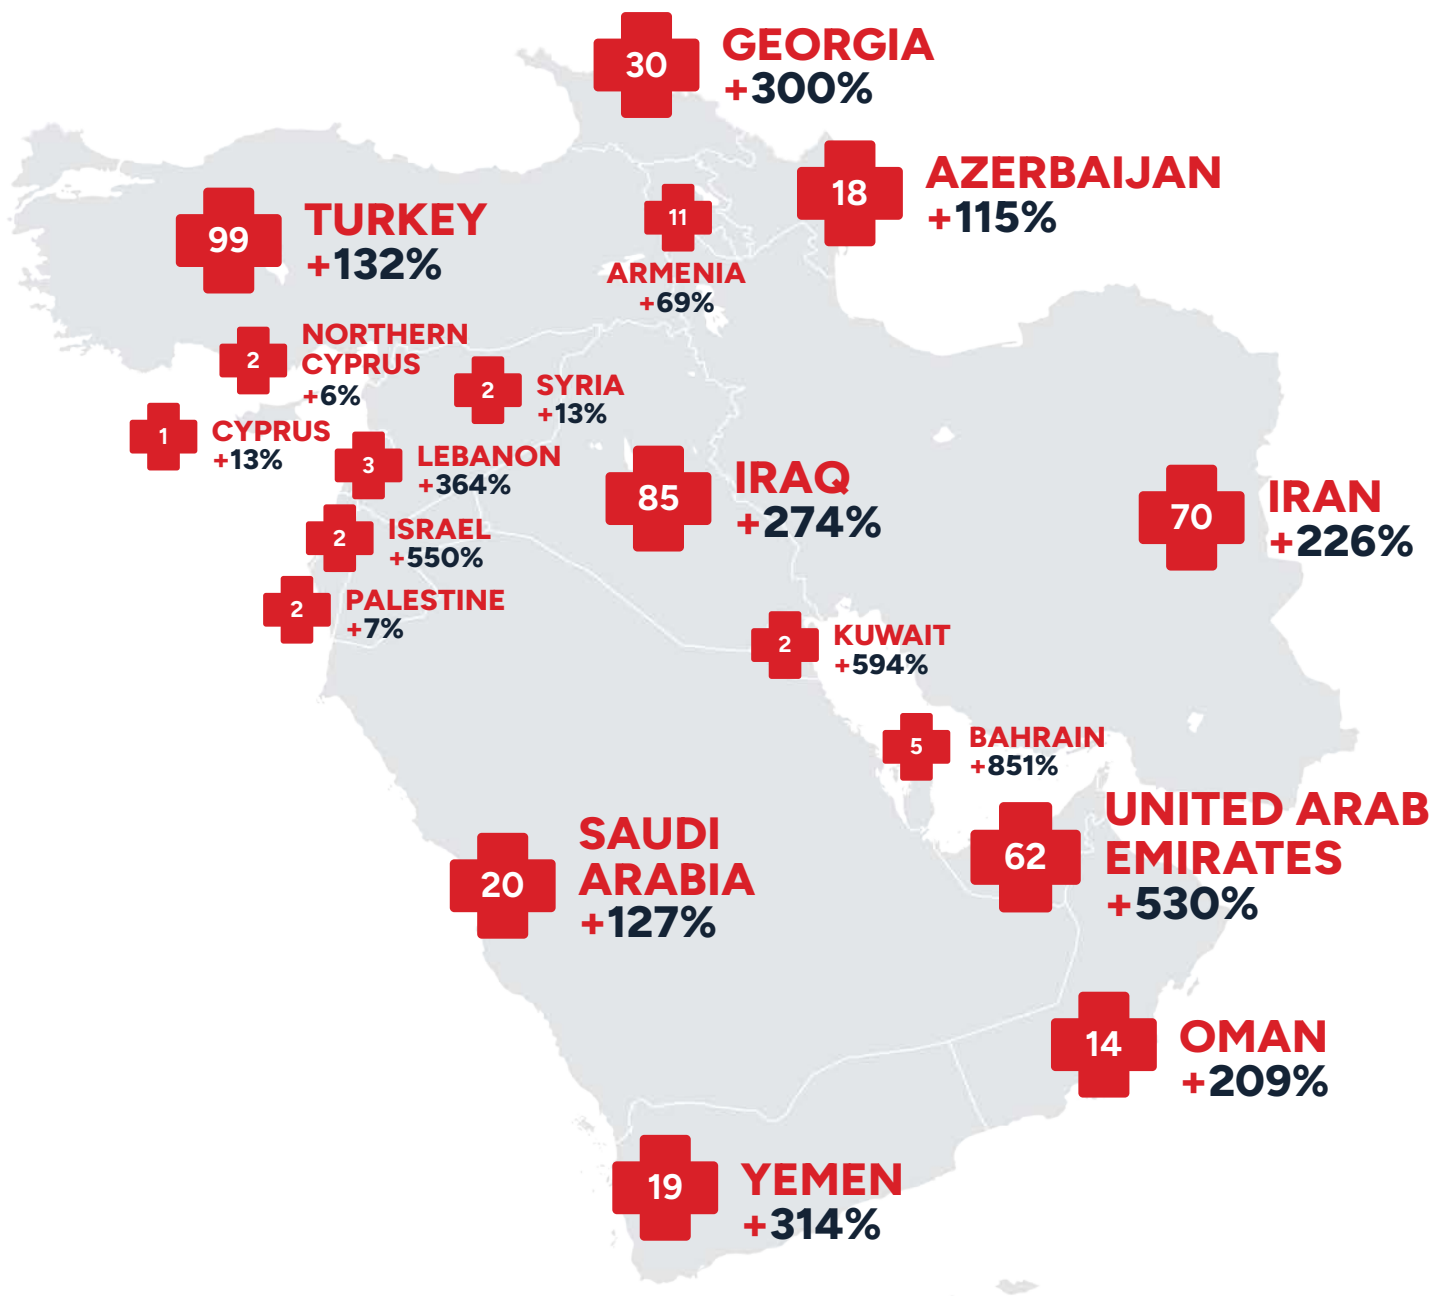 30
GEORGIA
+300%
18
AZERBAIJAN
+115%
99
TURKEY
+132%
11
ARMENIA
+69%
2
NORTHERN
CYPRUS
+6%
2
SYRIA
+13%
1
CYPRUS
+13%
3
LEBANON
+364%
85
IRAQ
+274%
70
IRAN
+226%
2
ISRAEL
+550%
2
PALESTINE
+7%
2
KUWAIT
+594%
5
BAHRAIN
+851%
62
UNITED ARAB
EMIRATES
+530%
20
SAUDI
ARABIA
+127%
14
OMAN
+209%
19
YEMEN
+314%